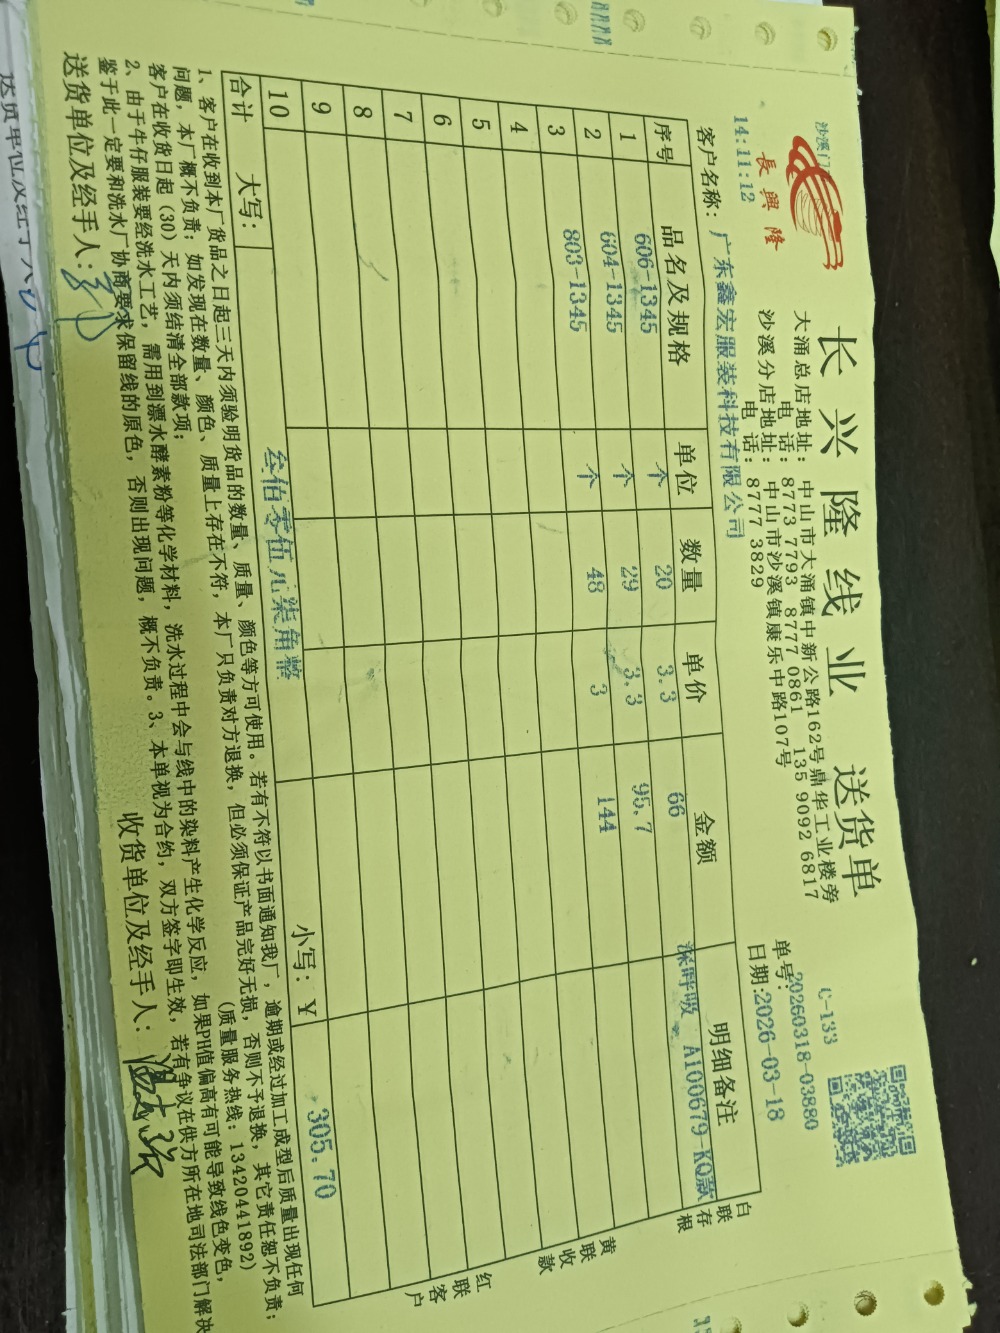 沙溪门
長興隆
14:11:12
长兴隆线业 送货单
大涌总店地址：中山市大涌镇中新公路162号鼎华工业楼旁
电话：8773 7793 8777 0861 135 9092 6817
沙溪分店地址：中山市沙溪镇康乐中路107号
电话：8777 3829
C-133
单号：20260318-03880
日期：2026-03-18
客户名称：广东鑫宏服装科技有限公司
序号 品名及规格 单位 数量 单价 金额 明细备注
1 606-1345 个 20 3.3 66 深呼吸 A100679-KQ款
2 604-1345 个 29 3.3 95.7
3 803-1345 个 48 3 144
4
5
6
7
8
9
10
合计 大写： 叁佰零伍元柒角整 小写：￥ 305.70
白联存根
黄联收款
红联客户
1、客户在收到本厂货品之日起三天内须验明货品的数量、质量、颜色等方可使用。若有不符以书面通知我厂，逾期或经过加工成型后质量出现任何
问题，本厂概不负责；如发现在数量、颜色、质量上存在不符，本厂只负责对方退换，但必须保证产品完好无损，否则不予退换，其它责任恕不负责；
客户在收货日起（30）天内须结清全部款项； （质量服务热线：13420441892）
2、由于牛仔服装要经洗水工艺，需用到漂水酵素粉等化学材料，洗水过程中会与线中的染料产生化学反应，如果PH值偏高有可能导致线色变色，
鉴于此一定要和洗水厂协商要求保留线的原色，否则出现问题，概不负责。3、本单视为合约，双方签字即生效，若有争议在供方所在地司法部门解决
送货单位及经手人： 收货单位及经手人：
送货单位及经手人